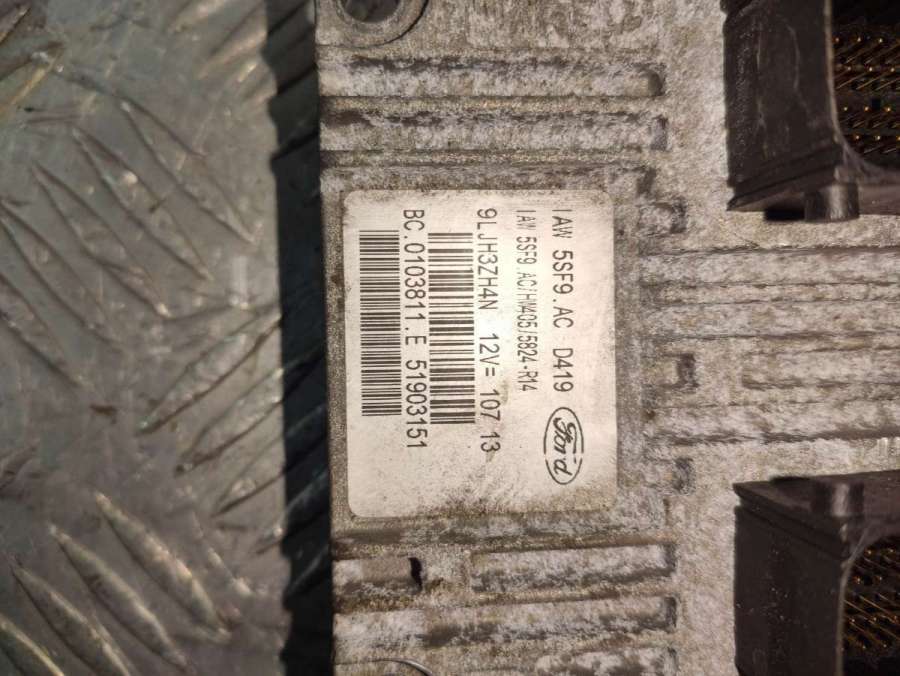 IAW 5SF9.AC D419 Ford
IAW 5SF9.AC/HW405/5824-R14
9LJH3ZH4N 12V= 107 13
BC.0103811.E 51903151